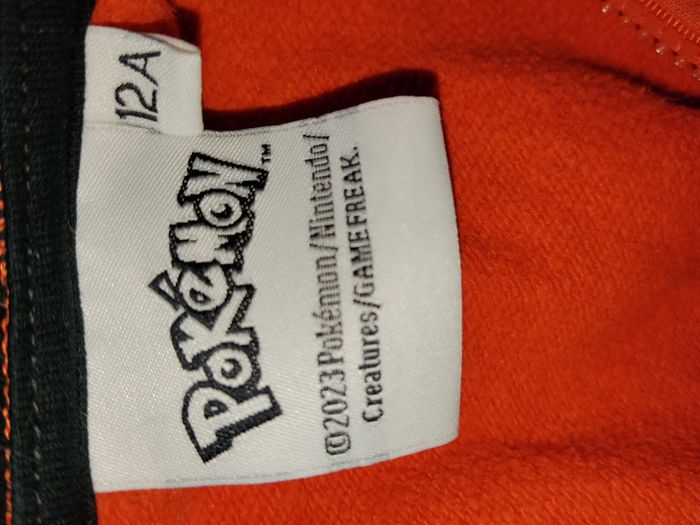 12A
POKéMON™
©2023 Pokémon/Nintendo/
Creatures/GAME FREAK.